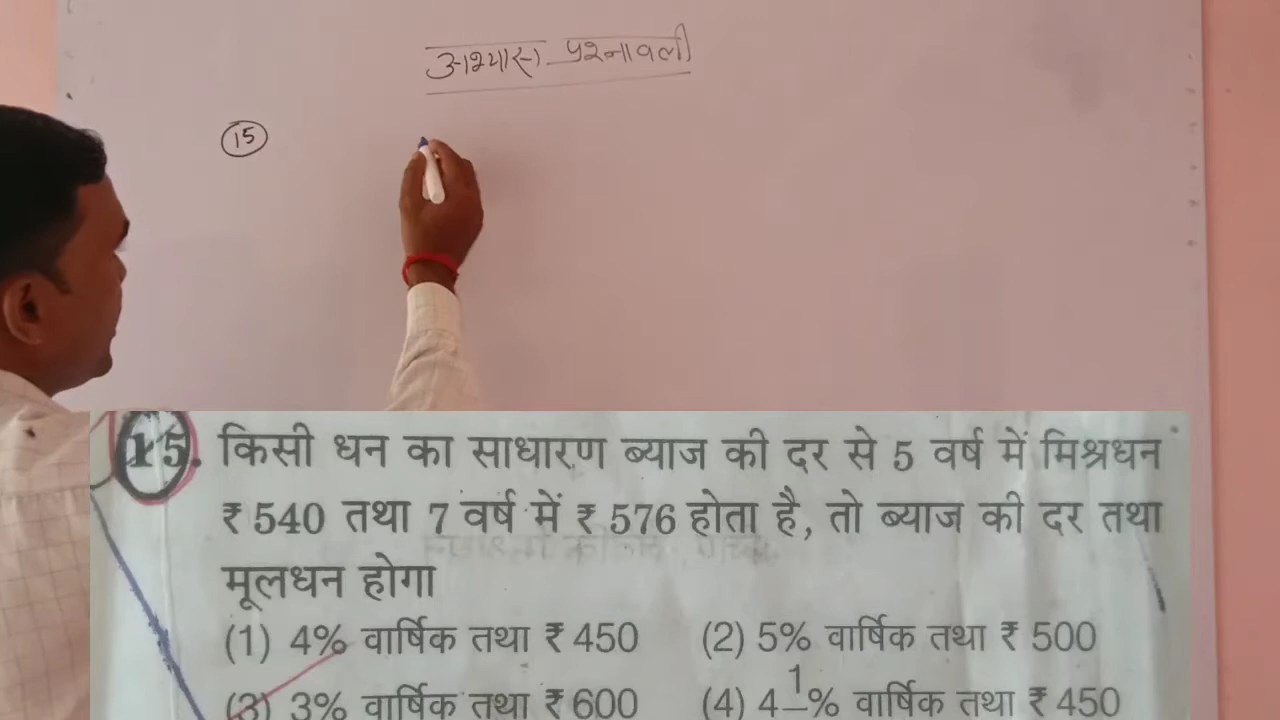 अभ्यास प्रश्नावली
15
15. किसी धन का साधारण ब्याज की दर से 5 वर्ष में मिश्रधन
₹ 540 तथा 7 वर्ष में ₹ 576 होता है, तो ब्याज की दर तथा
मूलधन होगा
(1) 4% वार्षिक तथा ₹ 450 (2) 5% वार्षिक तथा ₹ 500
(3) 3% वार्षिक तथा ₹ 600 (4) 4 1 % वार्षिक तथा ₹ 450